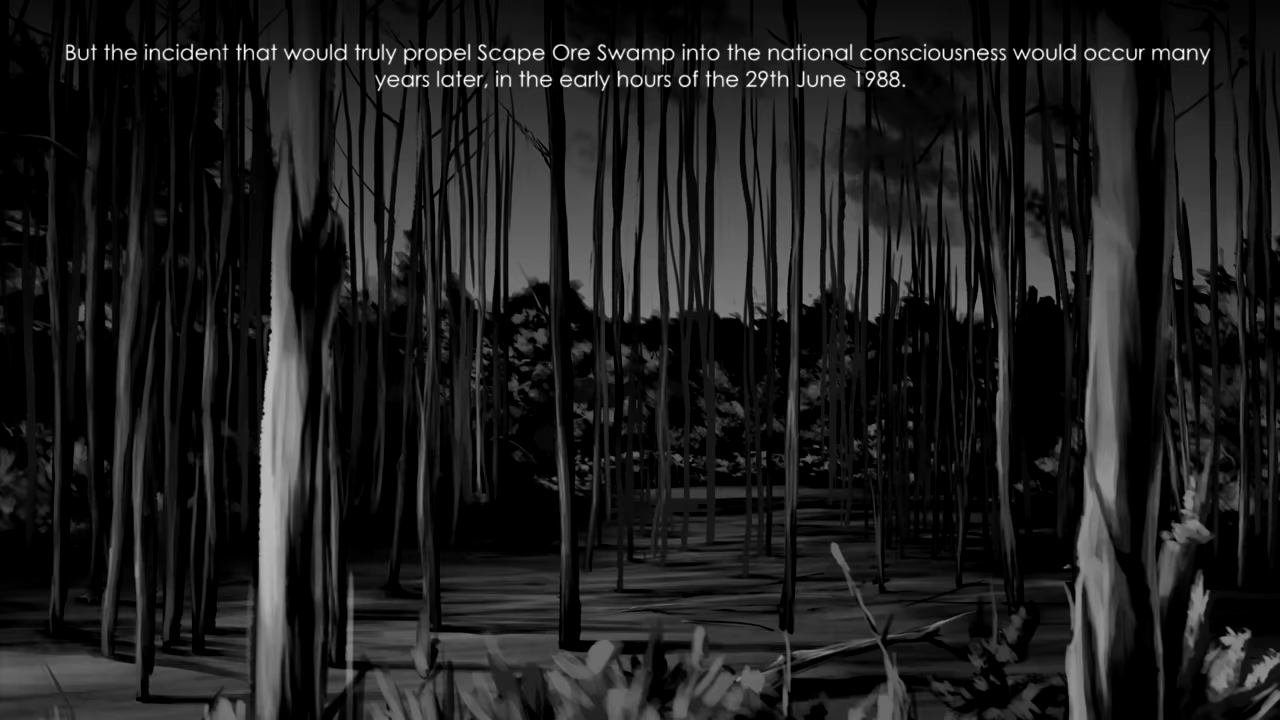 But the incident that would truly propel Scape Ore Swamp into the national consciousness would occur many
years later, in the early hours of the 29th June 1988.